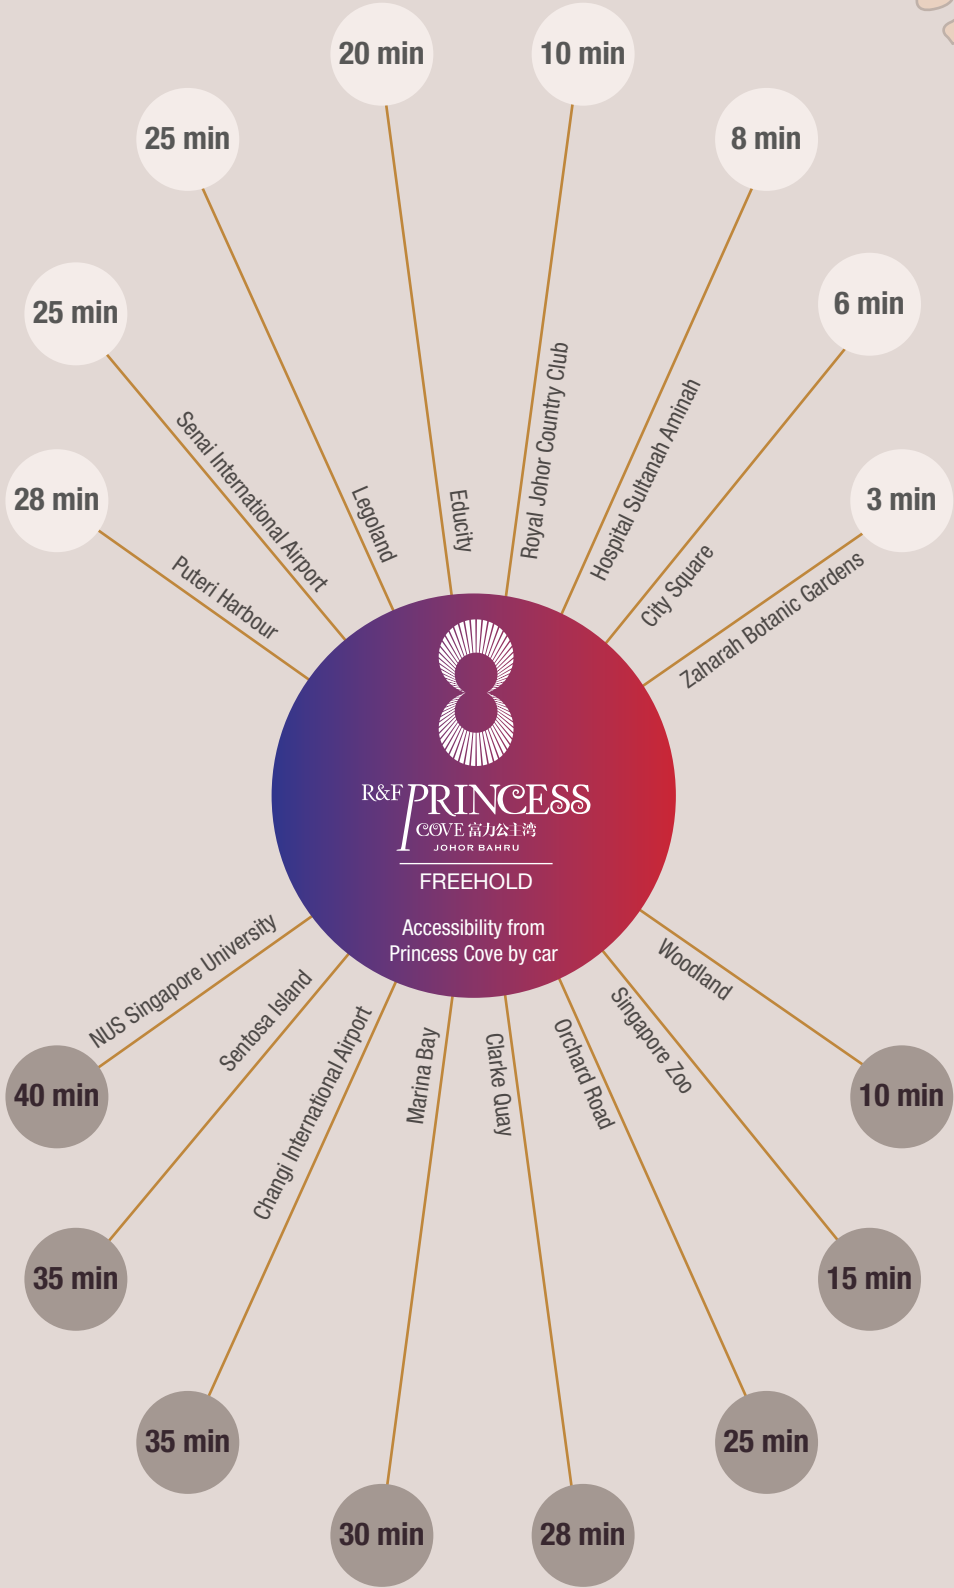 20 min
10 min
25 min
8 min
25 min
6 min
28 min
3 min
Puteri Harbour
Senai International Airport
Legoland
Educity
Royal Johor Country Club
Hospital Sultanah Aminah
City Square
Zaharah Botanic Gardens
R&F PRINCESS
COVE 富力公主湾
JOHOR BAHRU
FREEHOLD
Accessibility from
Princess Cove by car
NUS Singapore University
Sentosa Island
Changi International Airport
Marina Bay
Clarke Quay
Orchard Road
Singapore Zoo
Woodland
40 min
10 min
35 min
15 min
35 min
25 min
30 min
28 min